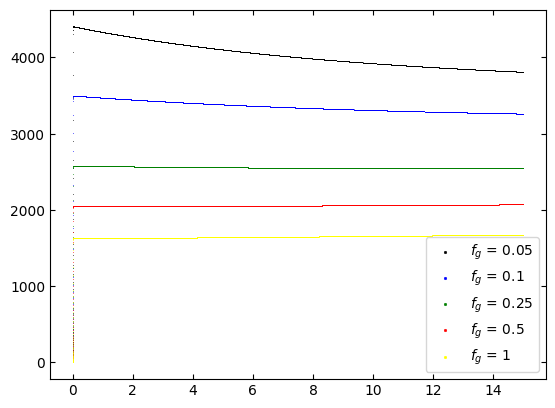 4000
3000
2000
1000
0
0 2 4 6 8 10 12 14
f_g = 0.05
f_g = 0.1
f_g = 0.25
f_g = 0.5
f_g = 1